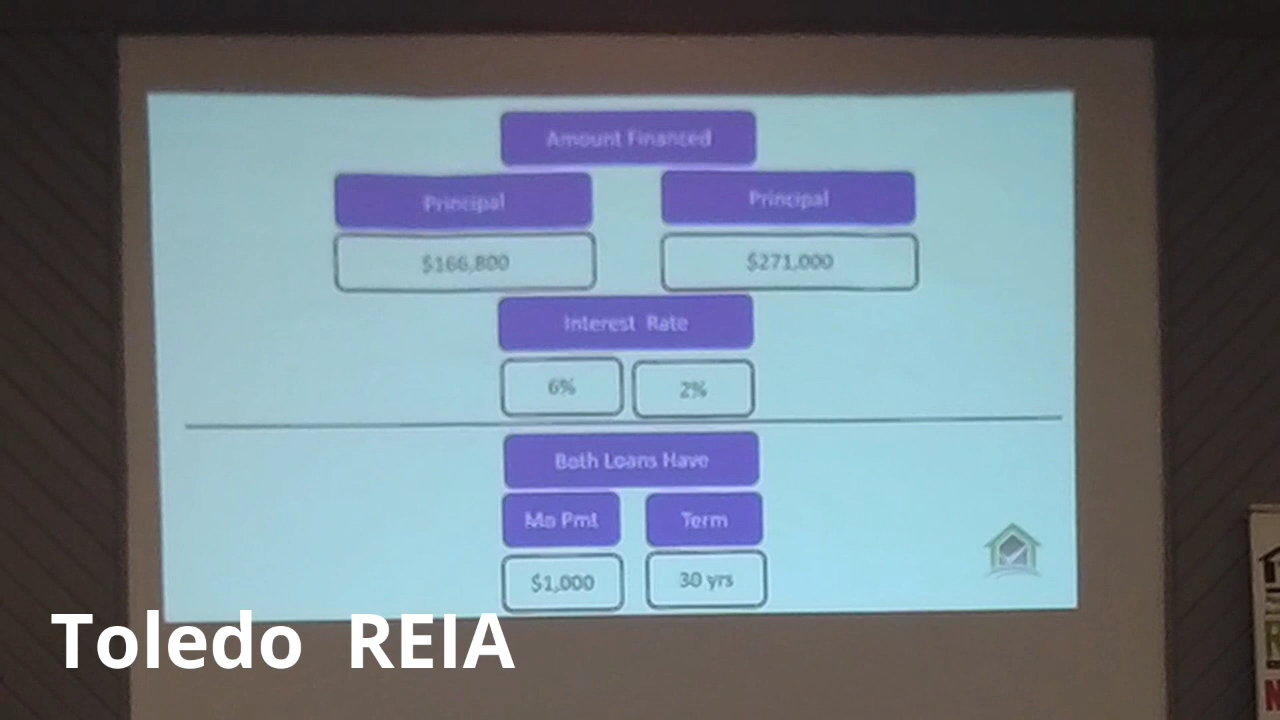 Amount Financed
Principal Principal
$166,800 $271,000
Interest Rate
6% 2%
Both Loans Have
Mo Pmt Term
$1,000 30 yrs
Toledo REIA